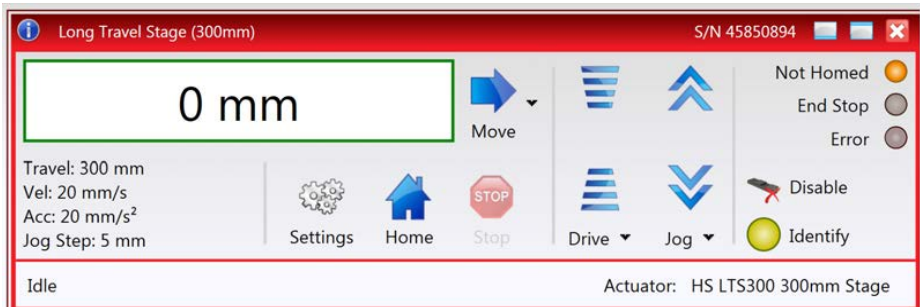 Long Travel Stage (300mm)
S/N 45850894
0 mm
Move
Not Homed
End Stop
Error
Travel: 300 mm
Vel: 20 mm/s
Acc: 20 mm/s²
Jog Step: 5 mm
Settings
Home
STOP
Stop
Drive
Jog
Disable
Identify
Idle
Actuator: HS LTS300 300mm Stage